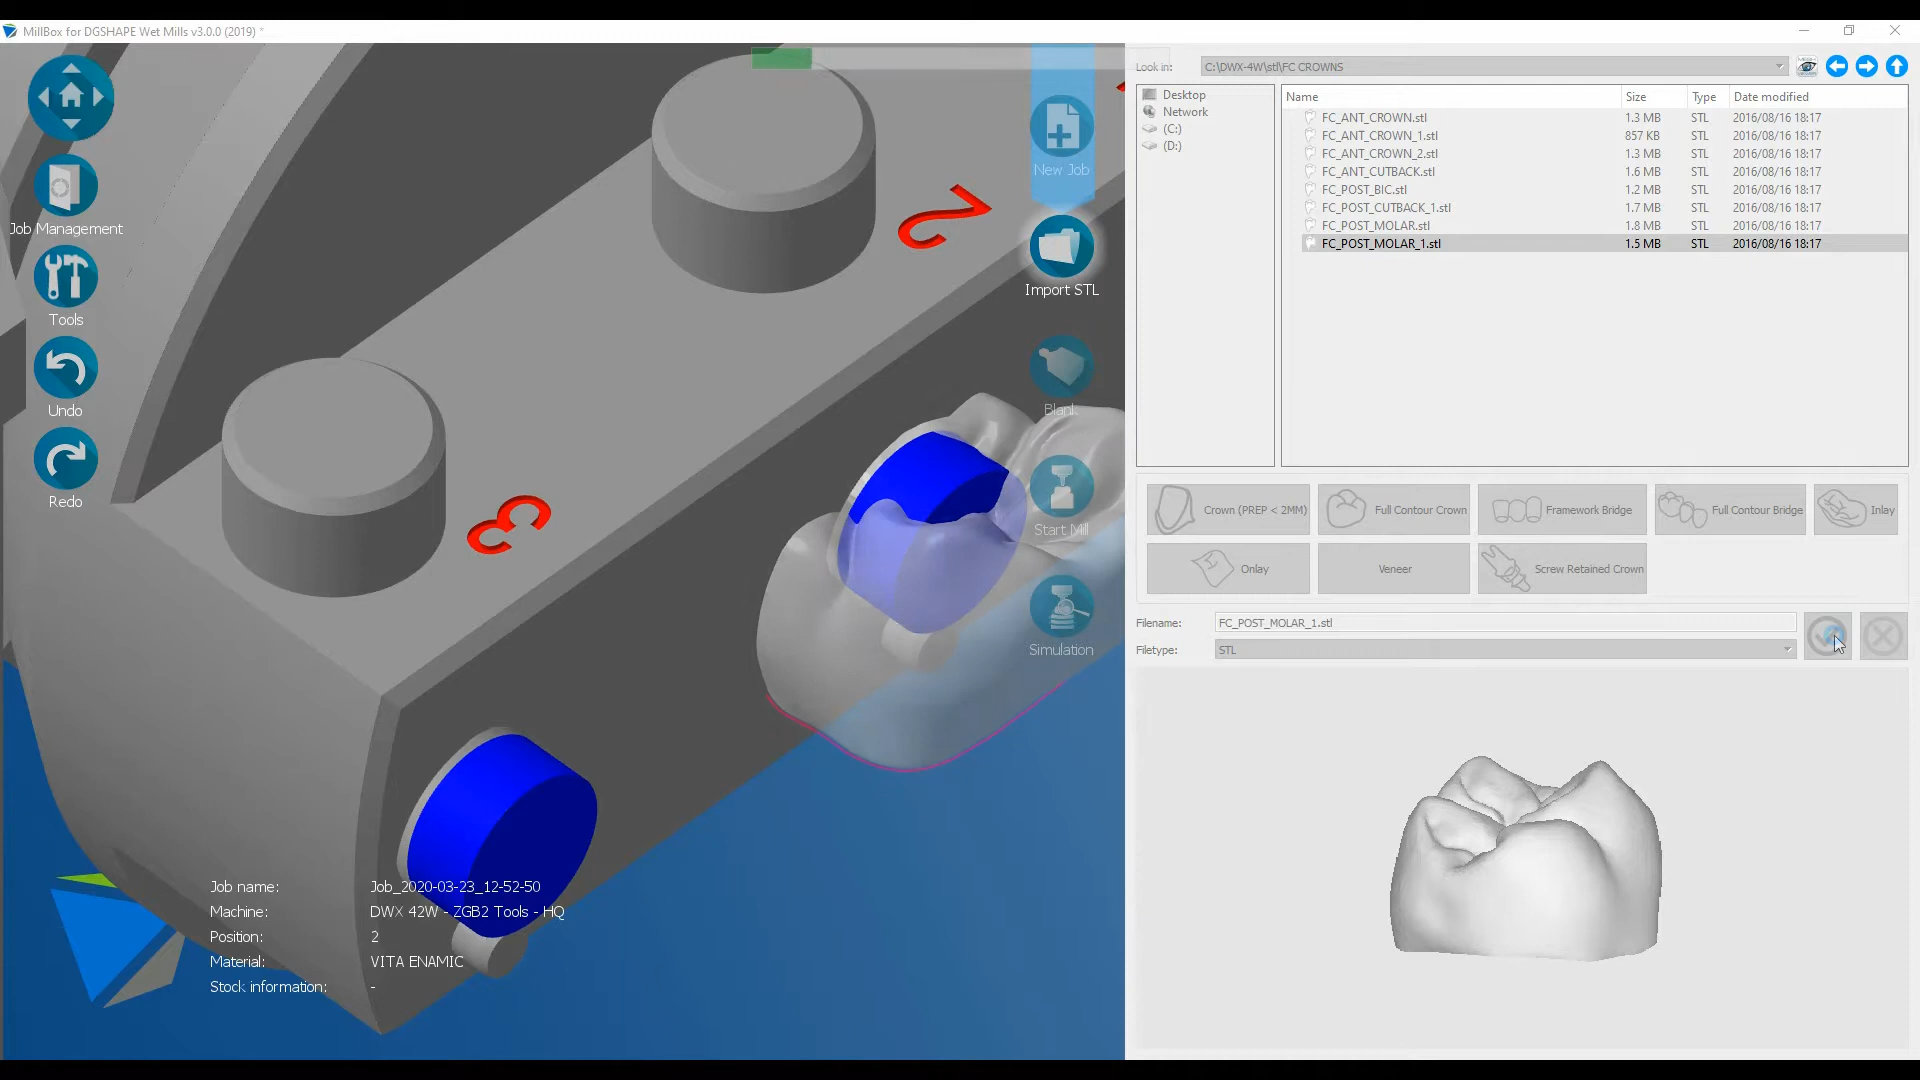 MillBox for DGSHAPE Wet Mills v3.0.0 (2019) *
Job Management
Tools
Undo
Redo
2
3
New Job
Import STL
Blank
Start Mill
Simulation
Job name: Job_2020-03-23_12-52-50
Machine: DWX 42W - ZGB2 Tools - HQ
Position: 2
Material: VITA ENAMIC
Stock information: -
Look in: C:\DWX-4W\stl\FC CROWNS
Desktop
Network
(C:)
(D:)
Name Size Type Date modified
FC_ANT_CROWN.stl 1.3 MB STL 2016/08/16 18:17
FC_ANT_CROWN_1.stl 857 KB STL 2016/08/16 18:17
FC_ANT_CROWN_2.stl 1.3 MB STL 2016/08/16 18:17
FC_ANT_CUTBACK.stl 1.6 MB STL 2016/08/16 18:17
FC_POST_BIC.stl 1.2 MB STL 2016/08/16 18:17
FC_POST_CUTBACK_1.stl 1.7 MB STL 2016/08/16 18:17
FC_POST_MOLAR.stl 1.8 MB STL 2016/08/16 18:17
FC_POST_MOLAR_1.stl 1.5 MB STL 2016/08/16 18:17
Crown (PREP < 2MM) Full Contour Crown Framework Bridge Full Contour Bridge Inlay
Onlay Veneer Screw Retained Crown
Filename: FC_POST_MOLAR_1.stl
Filetype: STL